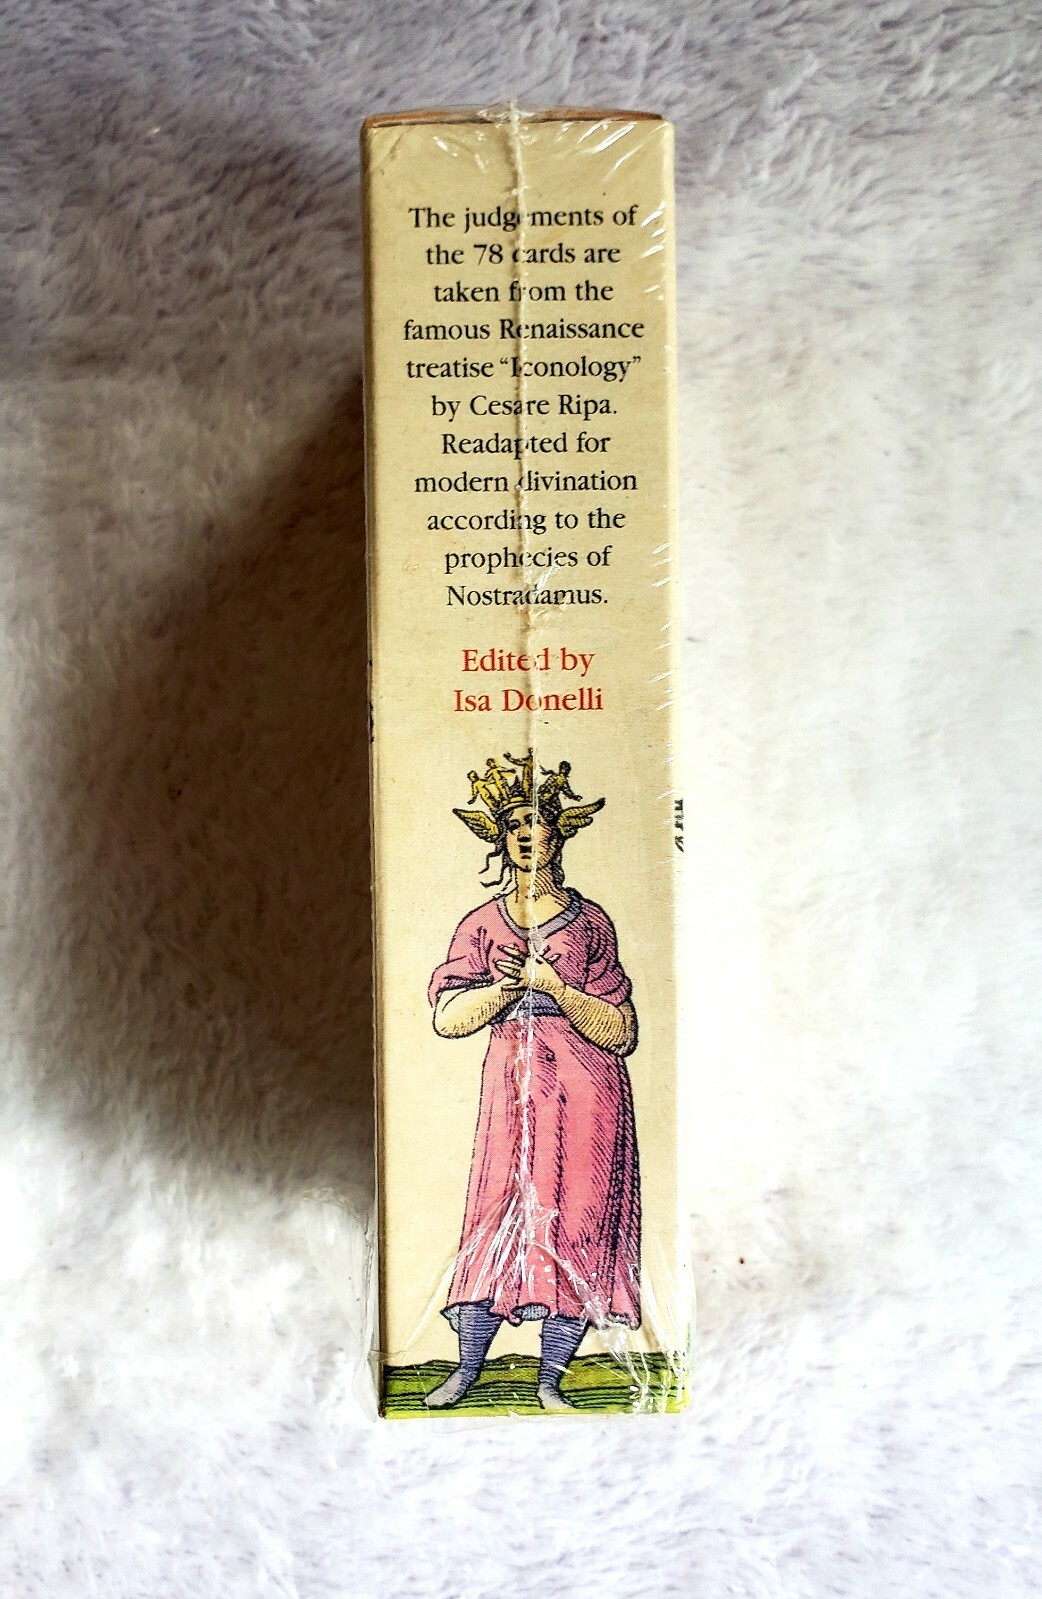 The judgements of
the 78 cards are
taken from the
famous Renaissance
treatise “Iconology”
by Cesare Ripa.
Readapted for
modern divination
according to the
prophecies of
Nostradamus.
Edited by
Isa Donelli